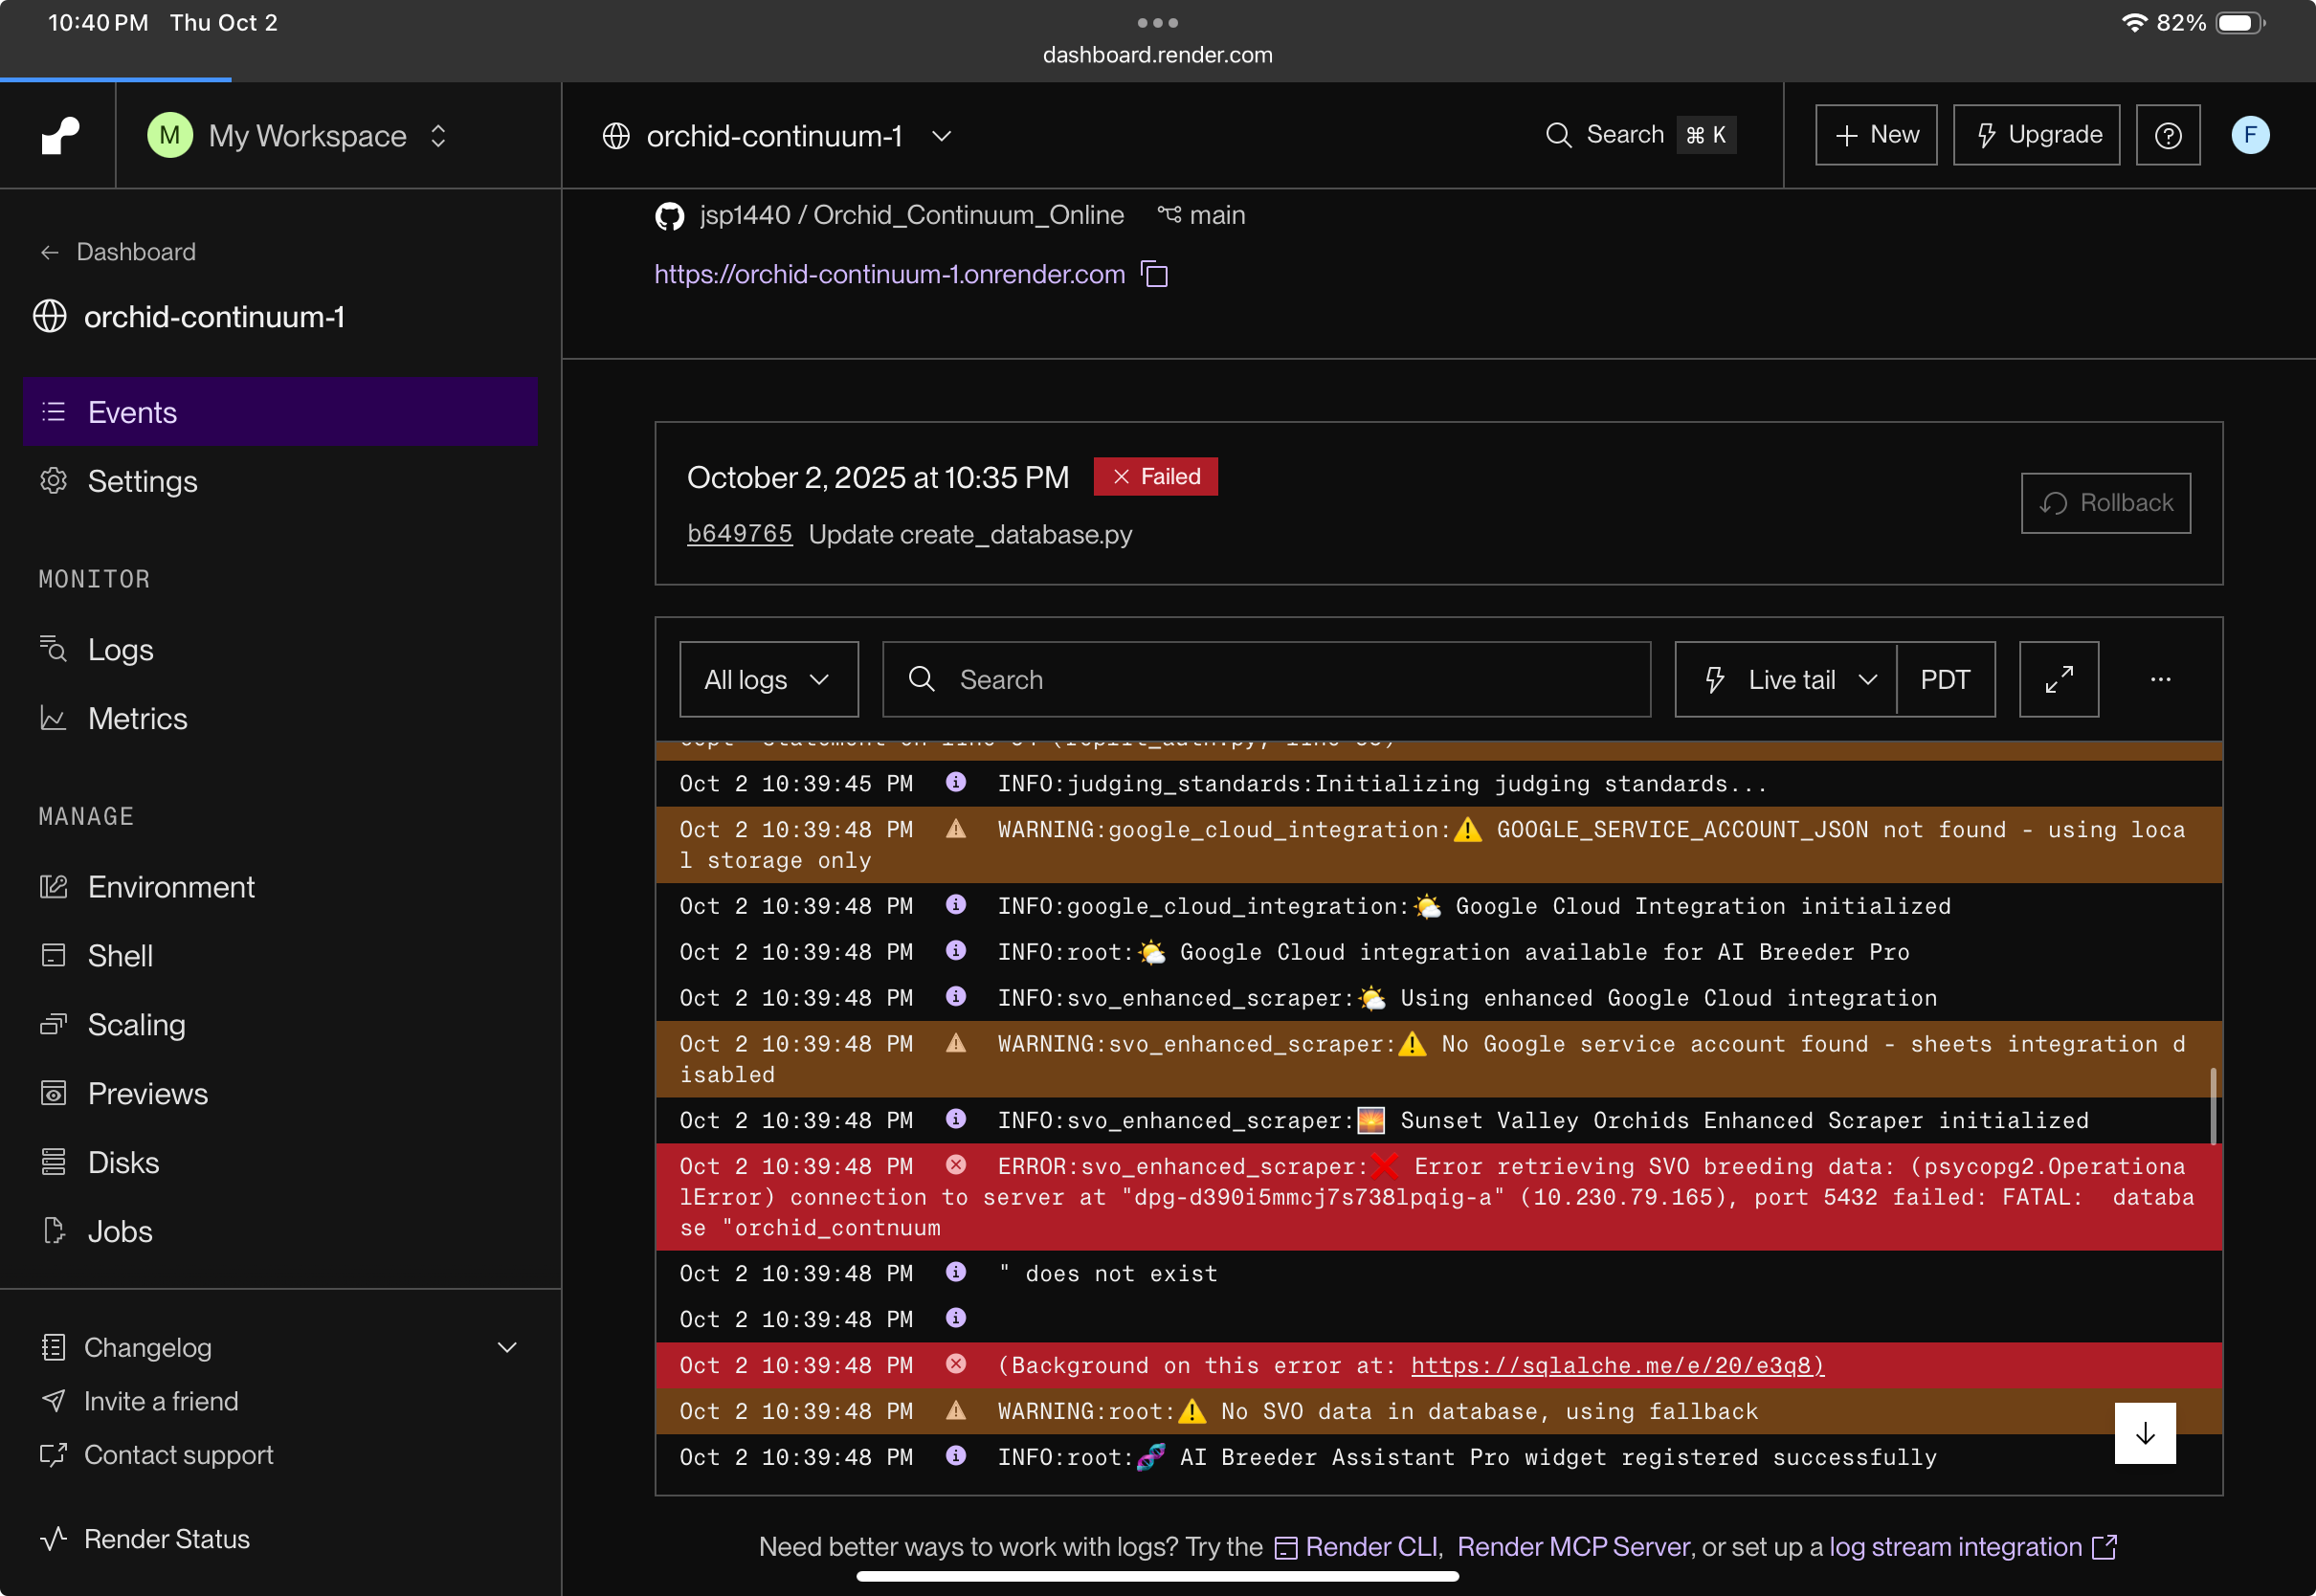 10:40 PM Thu Oct 2
82%
dashboard.render.com
M My Workspace
orchid-continuum-1
Search ⌘ K
+ New
Upgrade
F
← Dashboard
orchid-continuum-1
Events
Settings
MONITOR
Logs
Metrics
MANAGE
Environment
Shell
Scaling
Previews
Disks
Jobs
Changelog
Invite a friend
Contact support
Render Status
jsp1440 / Orchid_Continuum_Online main
https://orchid-continuum-1.onrender.com
October 2, 2025 at 10:35 PM × Failed
b649765 Update create_database.py
Rollback
All logs
Search
Live tail
PDT
Oct 2 10:39:45 PM INFO:judging_standards:Initializing judging standards...
Oct 2 10:39:48 PM WARNING:google_cloud_integration:⚠️ GOOGLE_SERVICE_ACCOUNT_JSON not found - using loca
l storage only
Oct 2 10:39:48 PM INFO:google_cloud_integration:🌤️ Google Cloud Integration initialized
Oct 2 10:39:48 PM INFO:root:🌤️ Google Cloud integration available for AI Breeder Pro
Oct 2 10:39:48 PM INFO:svo_enhanced_scraper:🌤️ Using enhanced Google Cloud integration
Oct 2 10:39:48 PM WARNING:svo_enhanced_scraper:⚠️ No Google service account found - sheets integration d
isabled
Oct 2 10:39:48 PM INFO:svo_enhanced_scraper:🌅 Sunset Valley Orchids Enhanced Scraper initialized
Oct 2 10:39:48 PM ERROR:svo_enhanced_scraper:❌ Error retrieving SVO breeding data: (psycopg2.Operationa
lError) connection to server at "dpg-d390i5mmcj7s738lpqig-a" (10.230.79.165), port 5432 failed: FATAL:  databa
se "orchid_contnuum
Oct 2 10:39:48 PM " does not exist
Oct 2 10:39:48 PM
Oct 2 10:39:48 PM (Background on this error at: https://sqlalche.me/e/20/e3q8)
Oct 2 10:39:48 PM WARNING:root:⚠️ No SVO data in database, using fallback
Oct 2 10:39:48 PM INFO:root:🧬 AI Breeder Assistant Pro widget registered successfully
Need better ways to work with logs? Try the Render CLI, Render MCP Server, or set up a log stream integration